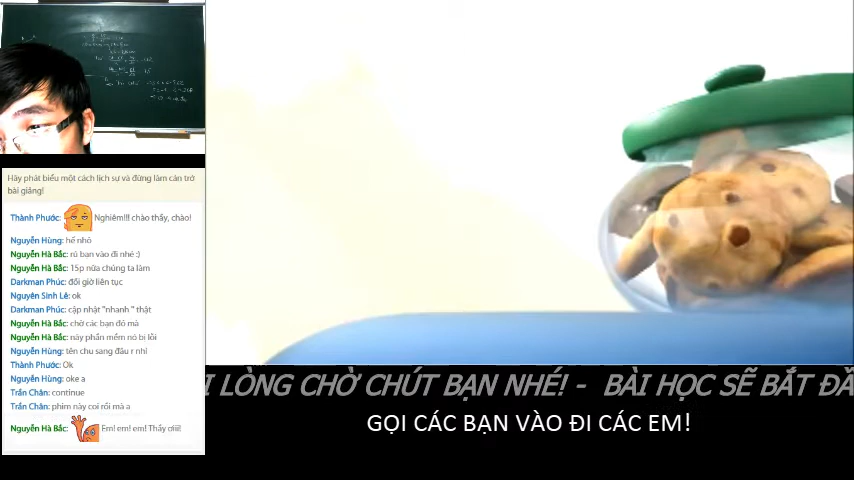 Hãy phát biểu một cách lịch sự và đừng làm cản trở
bài giảng!
Thành Phước: Nghiêm!!! chào thầy, chào!
Nguyễn Hùng: hế nhô
Nguyễn Hà Bắc: rủ bạn vào đi nhé :)
Nguyễn Hà Bắc: 15p nữa chúng ta làm
Darkman Phúc: đổi giờ liên tục
Nguyên Sinh Lê: ok
Darkman Phúc: cập nhật "nhanh" thật
Nguyễn Hà Bắc: chờ các bạn đó mà
Nguyễn Hà Bắc: này phần mềm nó bị lỗi
Nguyễn Hùng: tên chu sang đâu r nhỉ
Thành Phước: Ok
Nguyễn Hùng: oke a
Trần Chân: continue
Trần Chân: phim này coi rồi mà a
Nguyễn Hà Bắc: Em! em! em! Thầy ơiii!
I LÒNG CHỜ CHÚT BẠN NHÉ! - BÀI HỌC SẼ BẮT ĐẦ
GỌI CÁC BẠN VÀO ĐI CÁC EM!